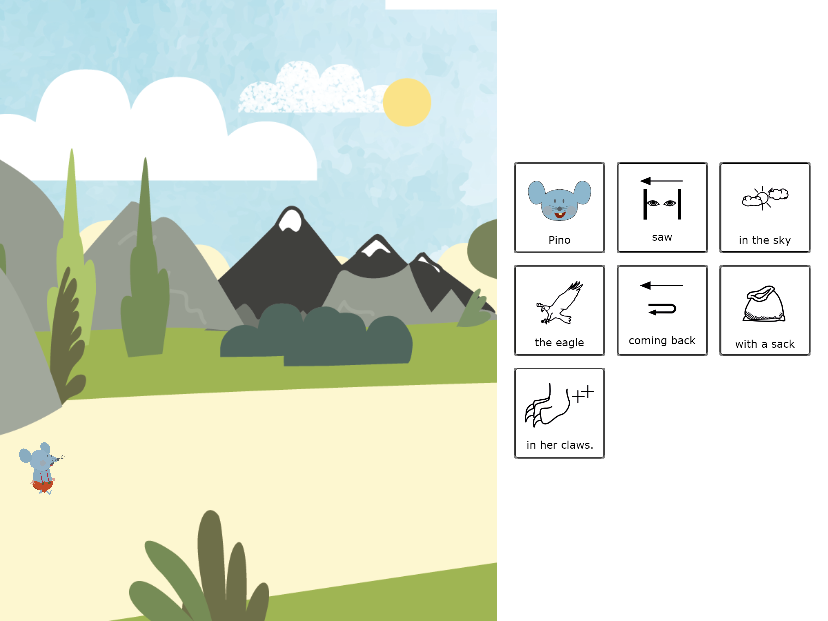 Pino
saw
in the sky
the eagle
coming back
with a sack
in her claws.